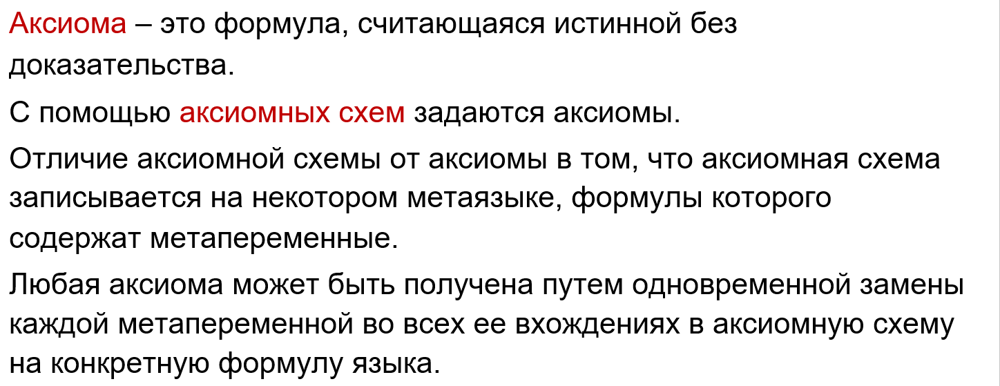 Аксиома – это формула, считающаяся истинной без
доказательства.
С помощью аксиомных схем задаются аксиомы.
Отличие аксиомной схемы от аксиомы в том, что аксиомная схема
записывается на некотором метаязыке, формулы которого
содержат метапеременные.
Любая аксиома может быть получена путем одновременной замены
каждой метапеременной во всех ее вхождениях в аксиомную схему
на конкретную формулу языка.